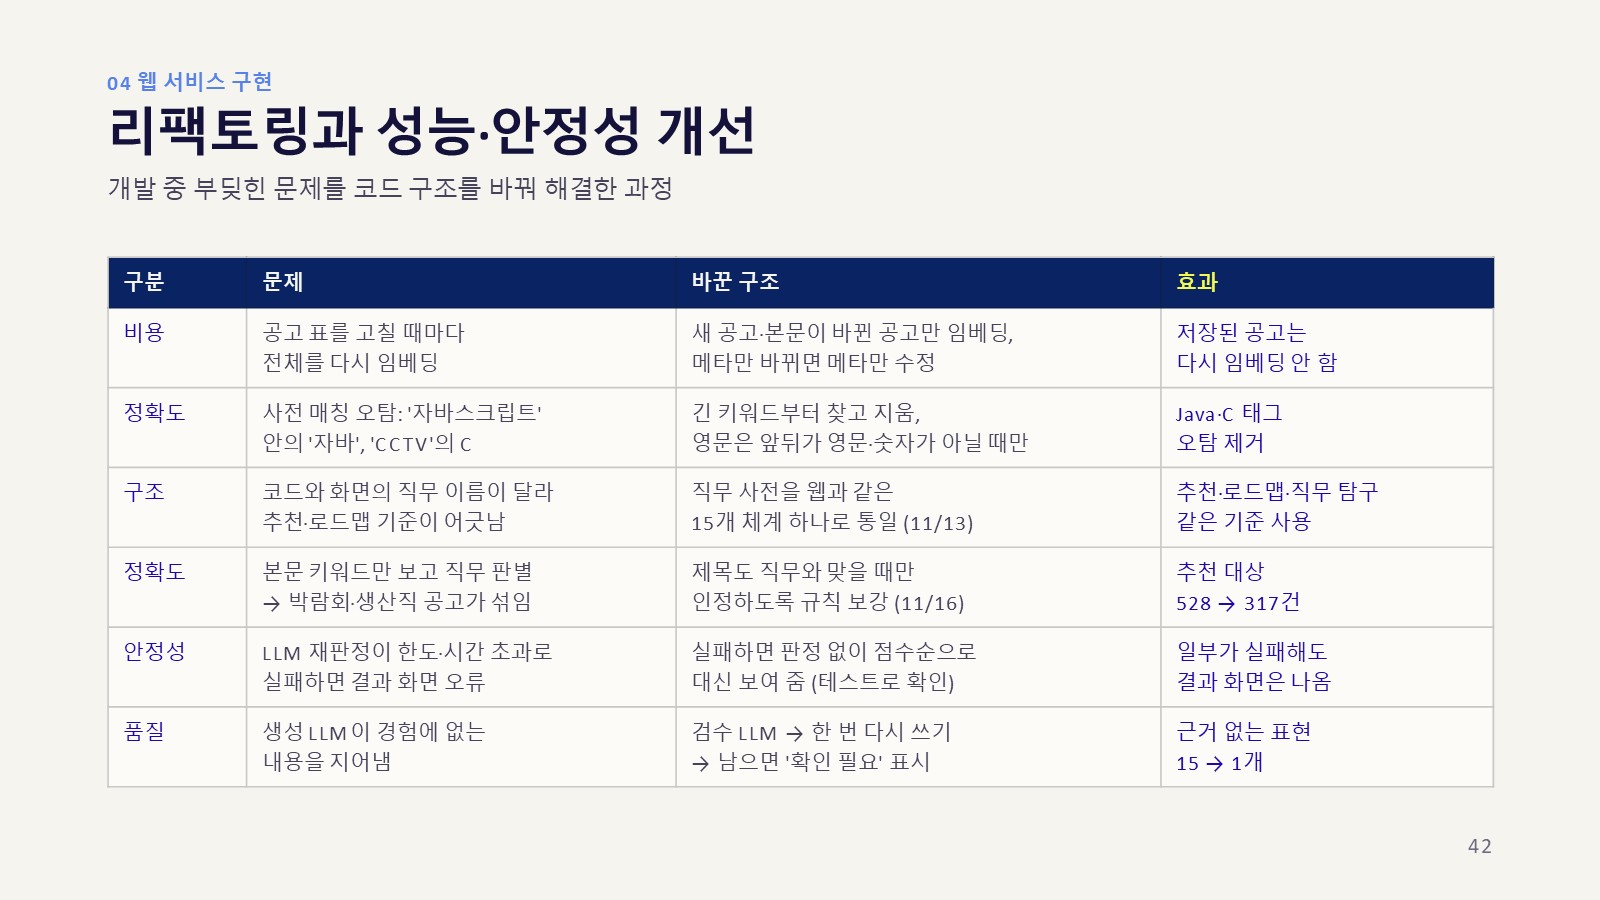 04 웹 서비스 구현
리팩토링과 성능·안정성 개선
개발 중 부딪힌 문제를 코드 구조를 바꿔 해결한 과정
구분
문제
바꾼 구조
효과
비용
공고 표를 고칠 때마다
전체를 다시 임베딩
새 공고·본문이 바뀐 공고만 임베딩,
메타만 바뀌면 메타만 수정
저장된 공고는
다시 임베딩 안 함
정확도
사전 매칭 오탐: '자바스크립트'
안의 '자바', 'CCTV'의 C
긴 키워드부터 찾고 지움,
영문은 앞뒤가 영문·숫자가 아닐 때만
Java·C 태그
오탐 제거
구조
코드와 화면의 직무 이름이 달라
추천·로드맵 기준이 어긋남
직무 사전을 웹과 같은
15개 체계 하나로 통일 (11/13)
추천·로드맵·직무 탐구
같은 기준 사용
정확도
본문 키워드만 보고 직무 판별
→ 박람회·생산직 공고가 섞임
제목도 직무와 맞을 때만
인정하도록 규칙 보강 (11/16)
추천 대상
528 → 317건
안정성
LLM 재판정이 한도·시간 초과로
실패하면 결과 화면 오류
실패하면 판정 없이 점수순으로
대신 보여 줌 (테스트로 확인)
일부가 실패해도
결과 화면은 나옴
품질
생성 LLM이 경험에 없는
내용을 지어냄
검수 LLM → 한 번 다시 쓰기
→ 남으면 '확인 필요' 표시
근거 없는 표현
15 → 1개
42